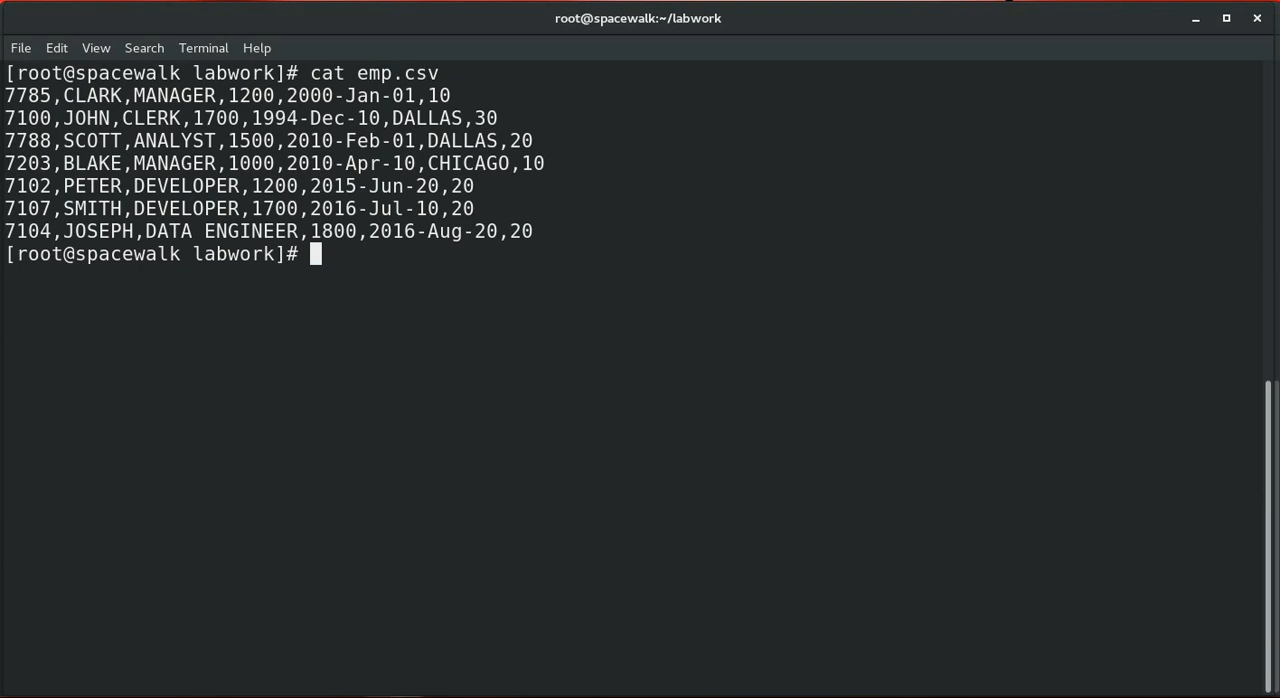 root@spacewalk:~/labwork
File Edit View Search Terminal Help
[root@spacewalk labwork]# cat emp.csv
7785,CLARK,MANAGER,1200,2000-Jan-01,10
7100,JOHN,CLERK,1700,1994-Dec-10,DALLAS,30
7788,SCOTT,ANALYST,1500,2010-Feb-01,DALLAS,20
7203,BLAKE,MANAGER,1000,2010-Apr-10,CHICAGO,10
7102,PETER,DEVELOPER,1200,2015-Jun-20,20
7107,SMITH,DEVELOPER,1700,2016-Jul-10,20
7104,JOSEPH,DATA ENGINEER,1800,2016-Aug-20,20
[root@spacewalk labwork]#